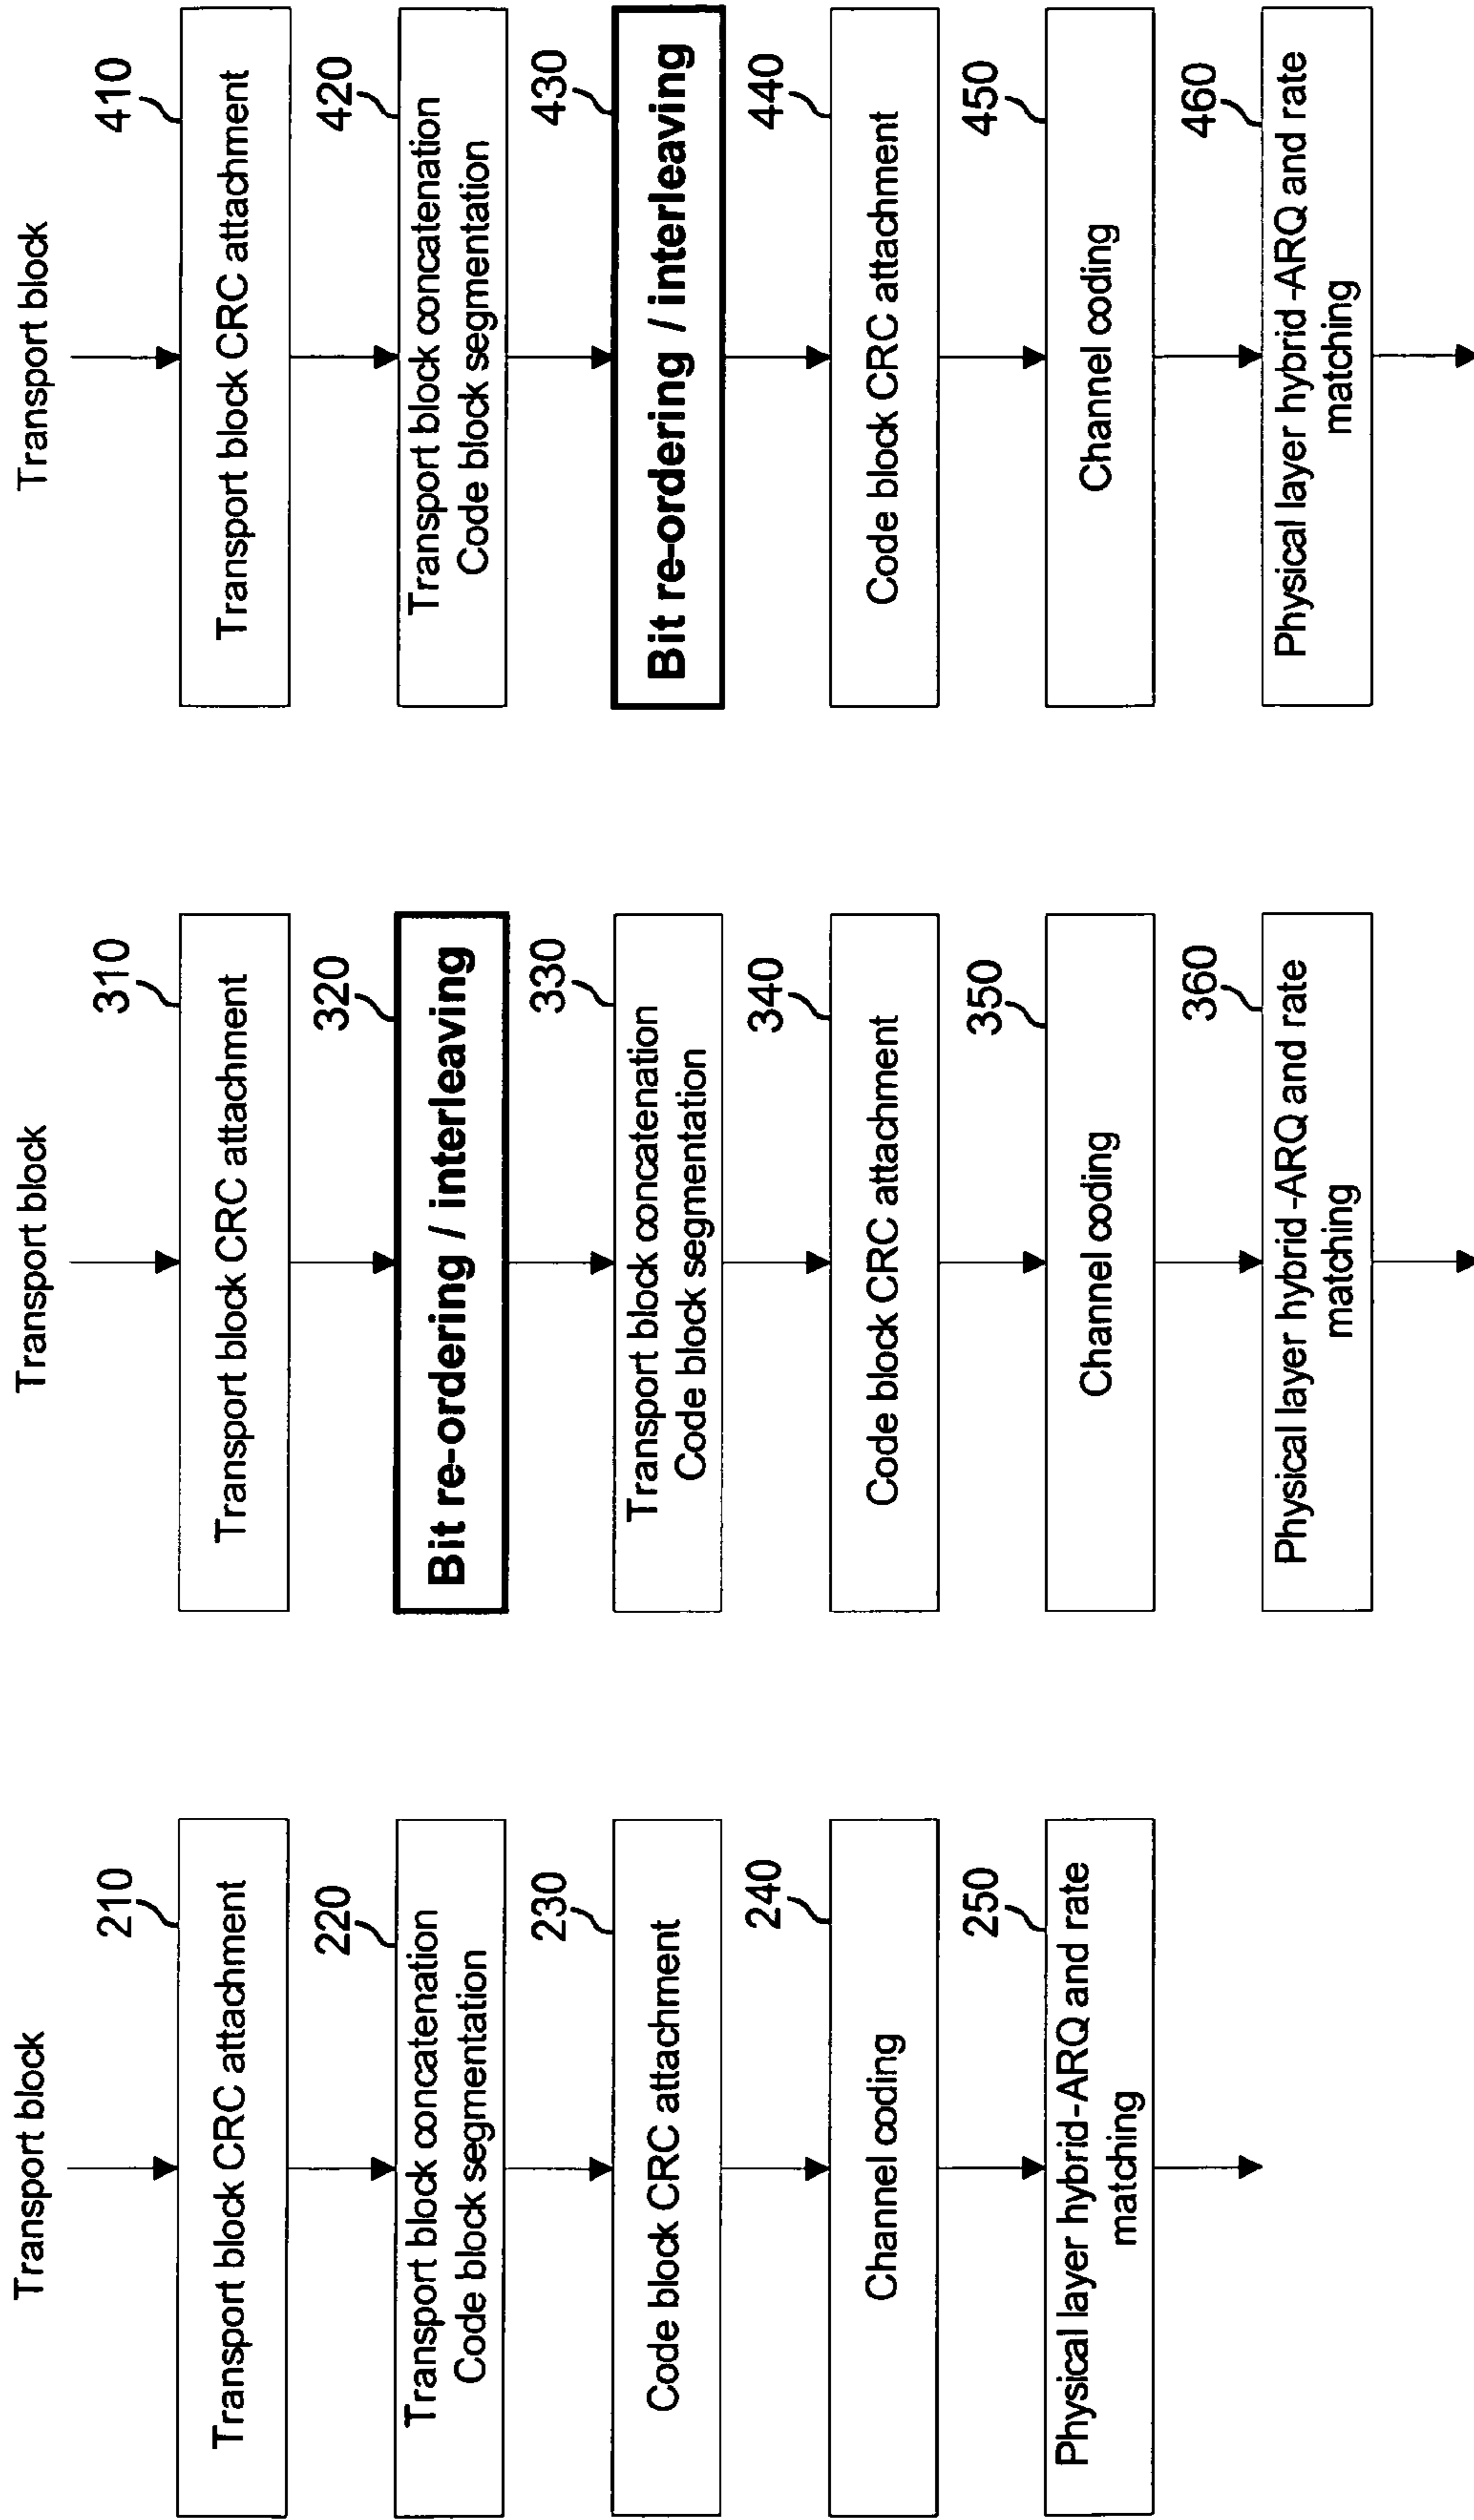 Transport block
210
Transport block CRC attachment
220
Transport block concatenation
Code block segmentation
230
Code block CRC attachment
240
Channel coding
250
Physical layer hybrid-ARQ and rate
matching
Transport block
310
Transport block CRC attachment
320
Bit re-ordering / interleaving
330
Transport block concatenation
Code block segmentation
340
Code block CRC attachment
350
Channel coding
360
Physical layer hybrid-ARQ and rate
matching
Transport block
410
Transport block CRC attachment
420
Transport block concatenation
Code block segmentation
430
Bit re-ordering / interleaving
440
Code block CRC attachment
450
Channel coding
460
Physical layer hybrid-ARQ and rate
matching